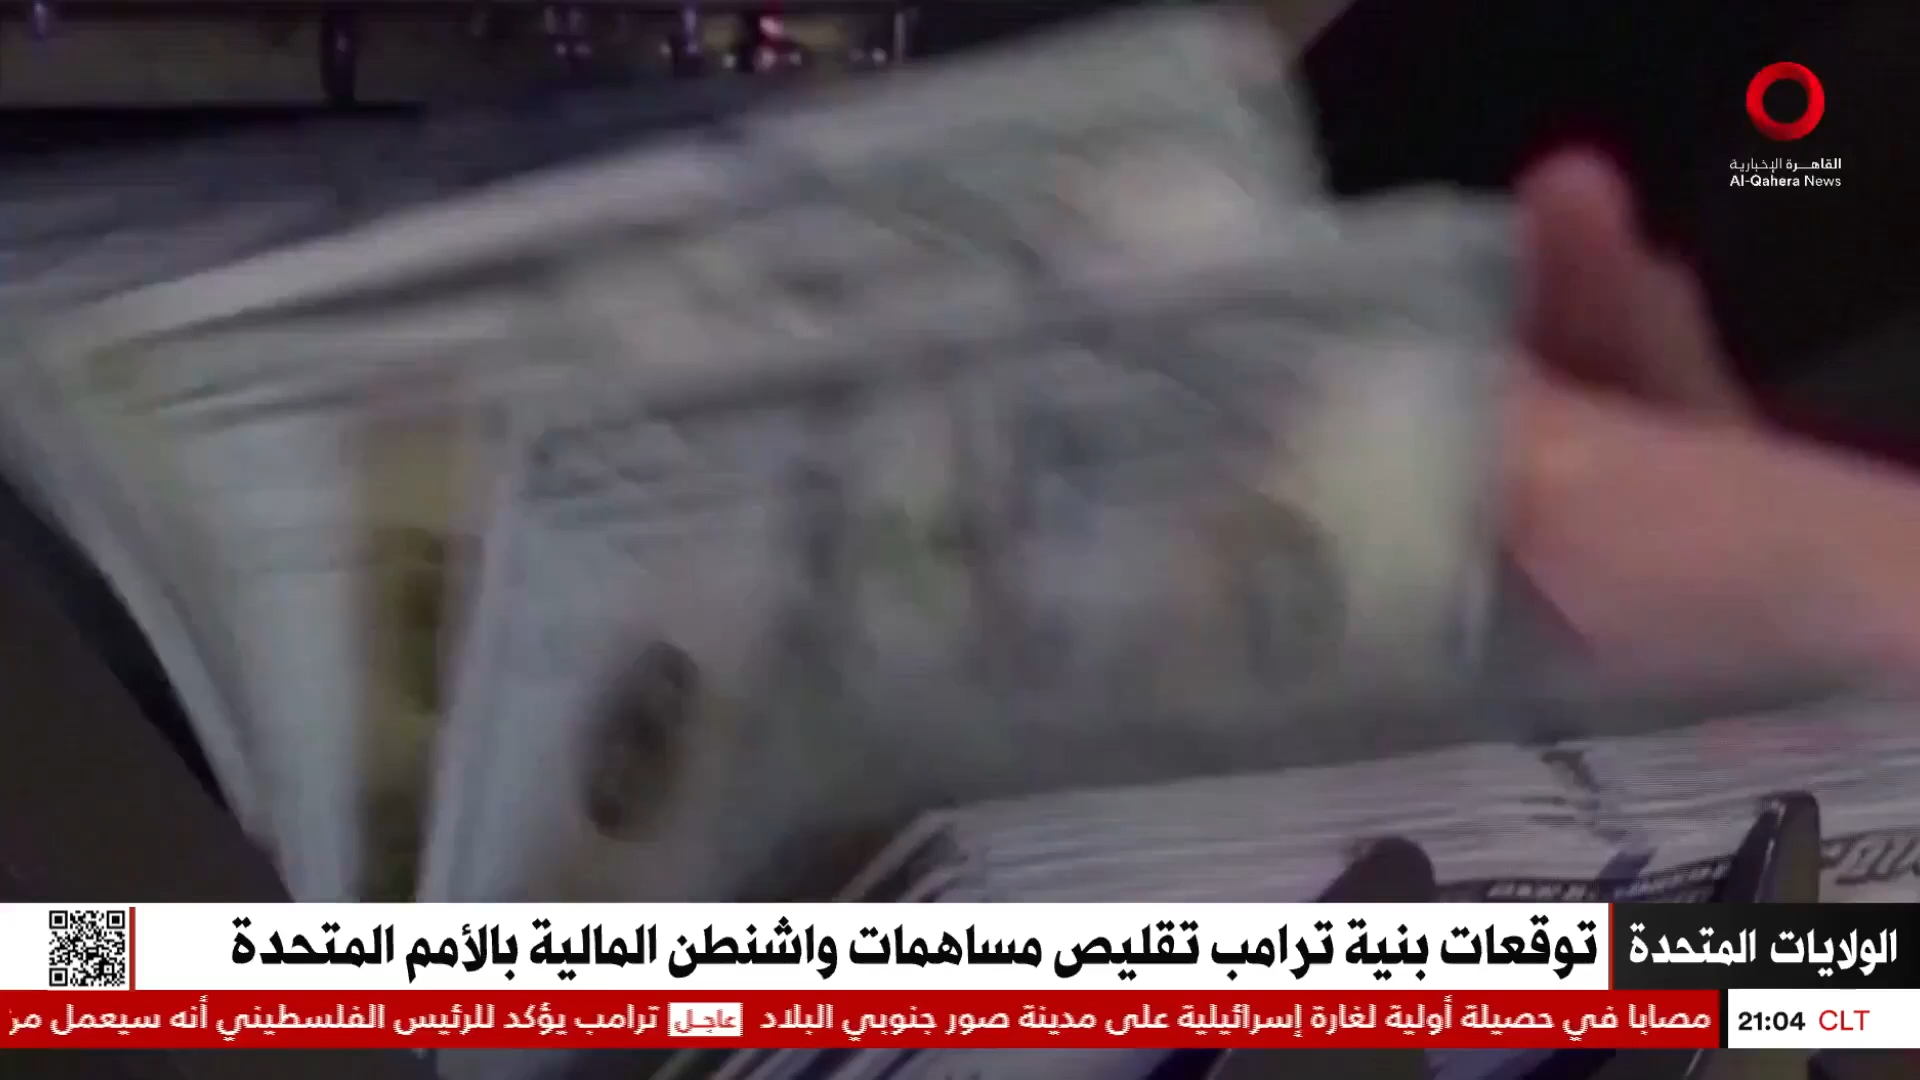 القاهرة الإخبارية
Al-Qahera News
الولايات المتحدة
توقعات بنية ترامب تقليص مساهمات واشنطن المالية بالأمم المتحدة
21:04 CLT
مصابا في حصيلة أولية لغارة إسرائيلية على مدينة صور جنوبي البلاد عاجل ترامب يؤكد للرئيس الفلسطيني أنه سيعمل